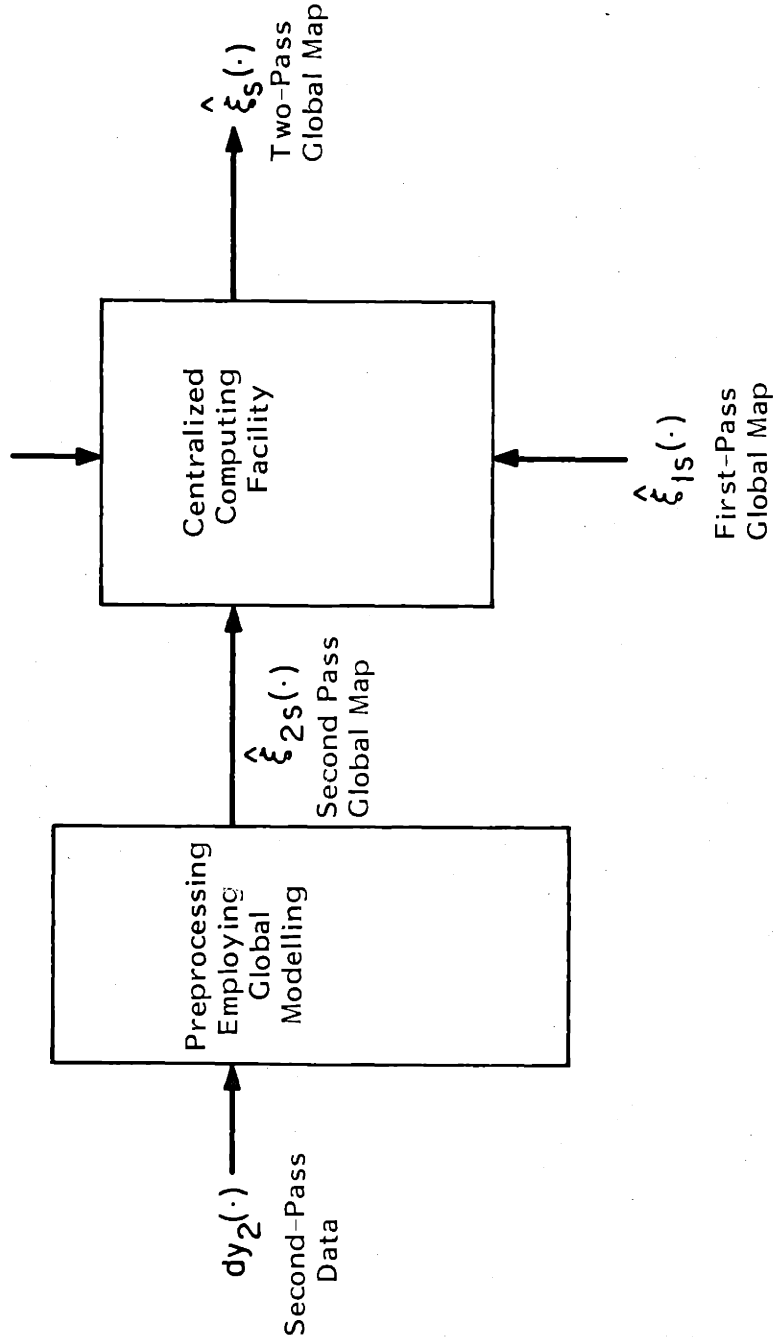 dy₂(·)
Second-Pass
Data
Preprocessing
Employing
Global
Modelling
ξ̂₂ₛ(·)
Second Pass
Global Map
Centralized
Computing
Facility
ξ̂₁ₛ(·)
First-Pass
Global Map
ξ̂ₛ(·)
Two-Pass
Global Map